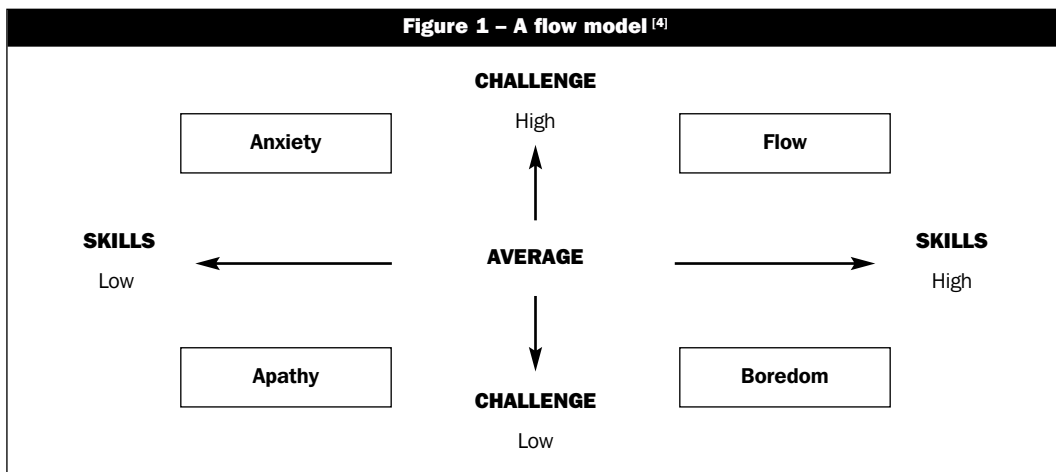 Figure 1 – A flow model [4]
CHALLENGE
High
Anxiety
Flow
SKILLS
Low
AVERAGE
SKILLS
High
Apathy
Boredom
CHALLENGE
Low